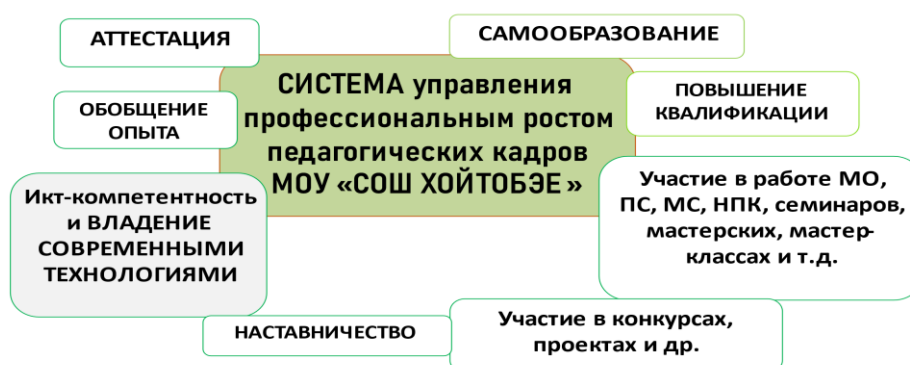 АТТЕСТАЦИЯ
САМООБРАЗОВАНИЕ
СИСТЕМА управления
профессиональным ростом
педагогических кадров
МОУ «СОШ ХОЙТОБЭЕ »
ОБОБЩЕНИЕ
ОПЫТА
ПОВЫШЕНИЕ
КВАЛИФИКАЦИИ
Икт-компетентность
и ВЛАДЕНИЕ
СОВРЕМЕННЫМИ
ТЕХНОЛОГИЯМИ
Участие в работе МО,
ПС, МС, НПК, семинаров,
мастерских, мастер-
классах и т.д.
НАСТАВНИЧЕСТВО
Участие в конкурсах,
проектах и др.